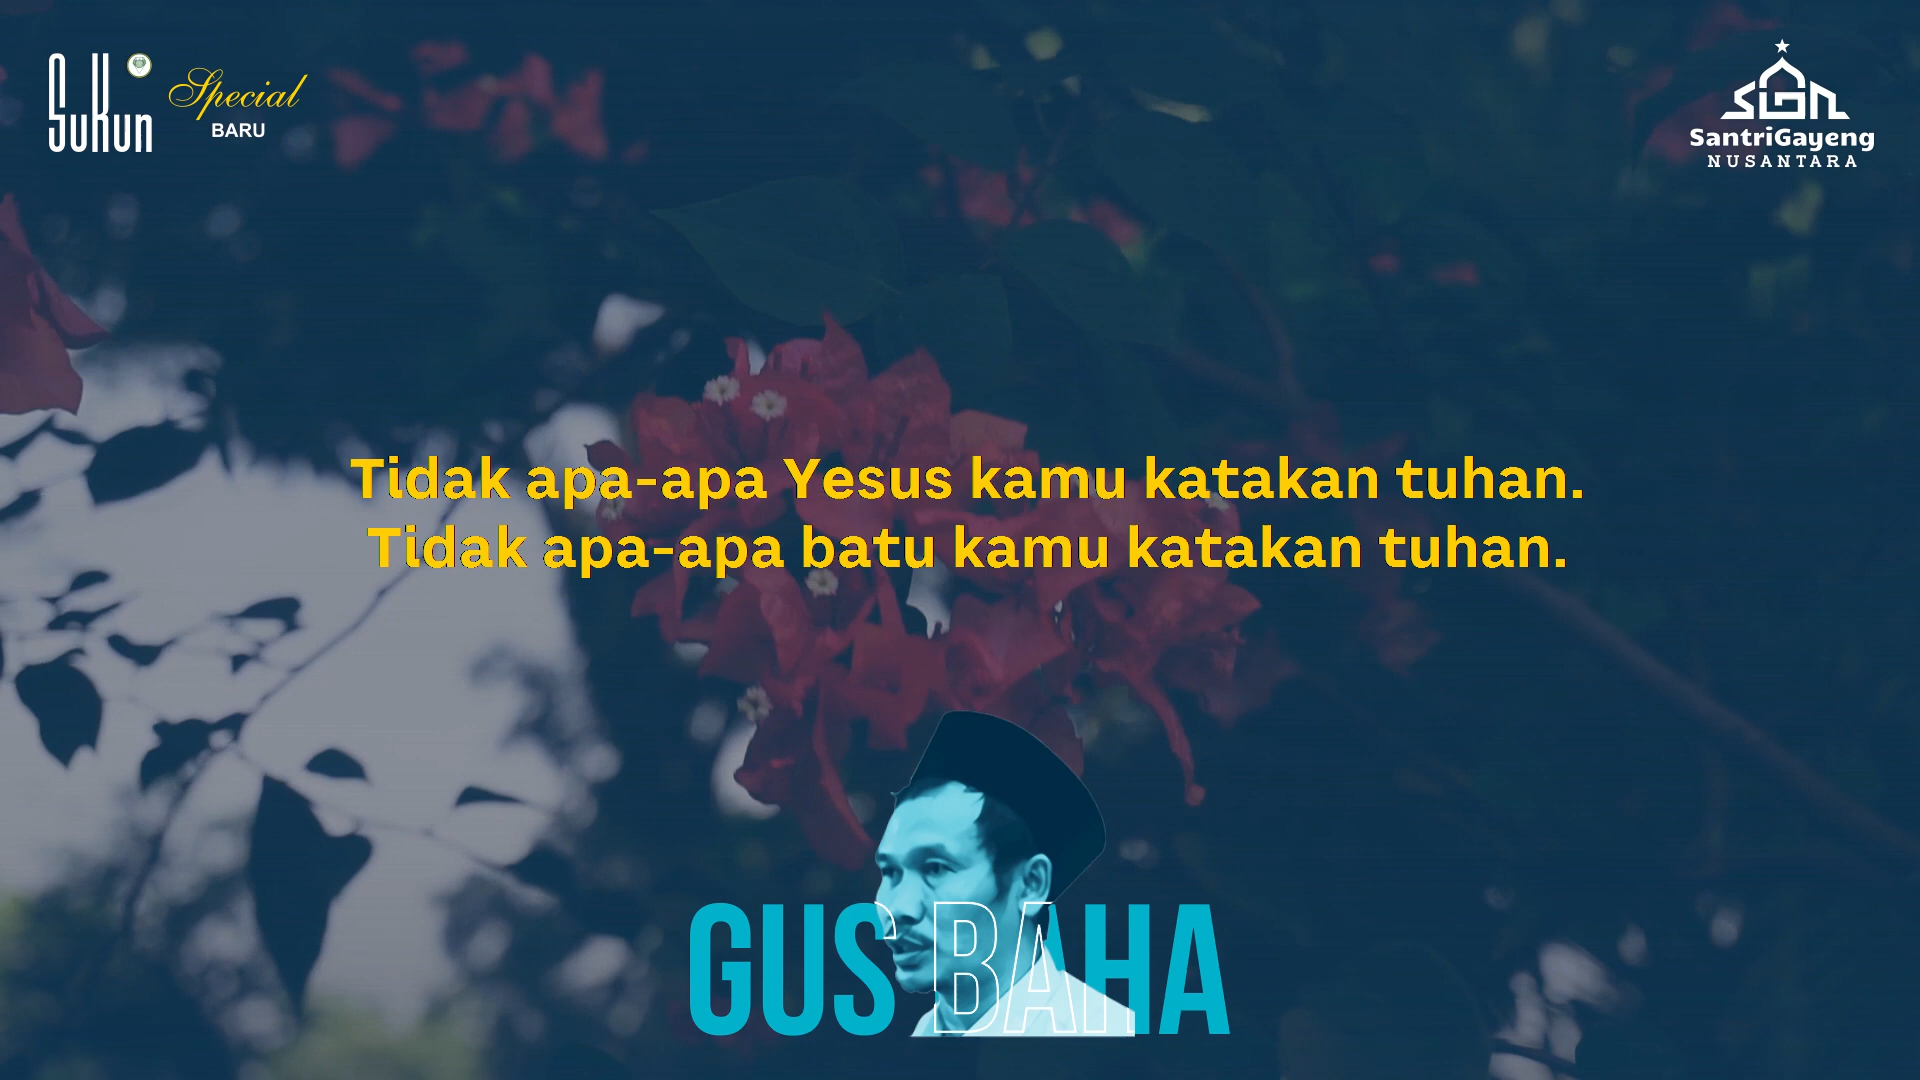 SuKun
Special
BARU
SIGN
SantriGayeng
NUSANTARA
Tidak apa-apa Yesus kamu katakan tuhan.
Tidak apa-apa batu kamu katakan tuhan.
GUS BAHA